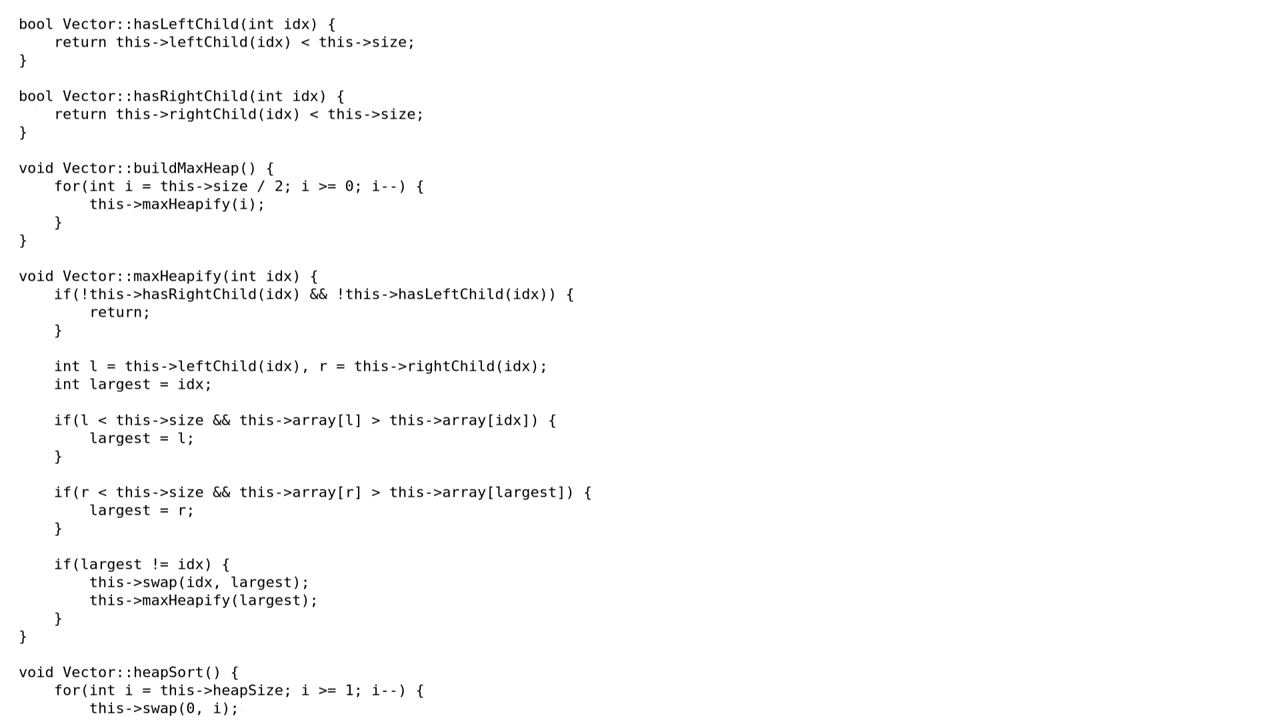 bool Vector::hasLeftChild(int idx) {
    return this->leftChild(idx) < this->size;
}

bool Vector::hasRightChild(int idx) {
    return this->rightChild(idx) < this->size;
}

void Vector::buildMaxHeap() {
    for(int i = this->size / 2; i >= 0; i--) {
        this->maxHeapify(i);
    }
}

void Vector::maxHeapify(int idx) {
    if(!this->hasRightChild(idx) && !this->hasLeftChild(idx)) {
        return;
    }

    int l = this->leftChild(idx), r = this->rightChild(idx);
    int largest = idx;

    if(l < this->size && this->array[l] > this->array[idx]) {
        largest = l;
    }

    if(r < this->size && this->array[r] > this->array[largest]) {
        largest = r;
    }

    if(largest != idx) {
        this->swap(idx, largest);
        this->maxHeapify(largest);
    }
}

void Vector::heapSort() {
    for(int i = this->heapSize; i >= 1; i--) {
        this->swap(0, i);